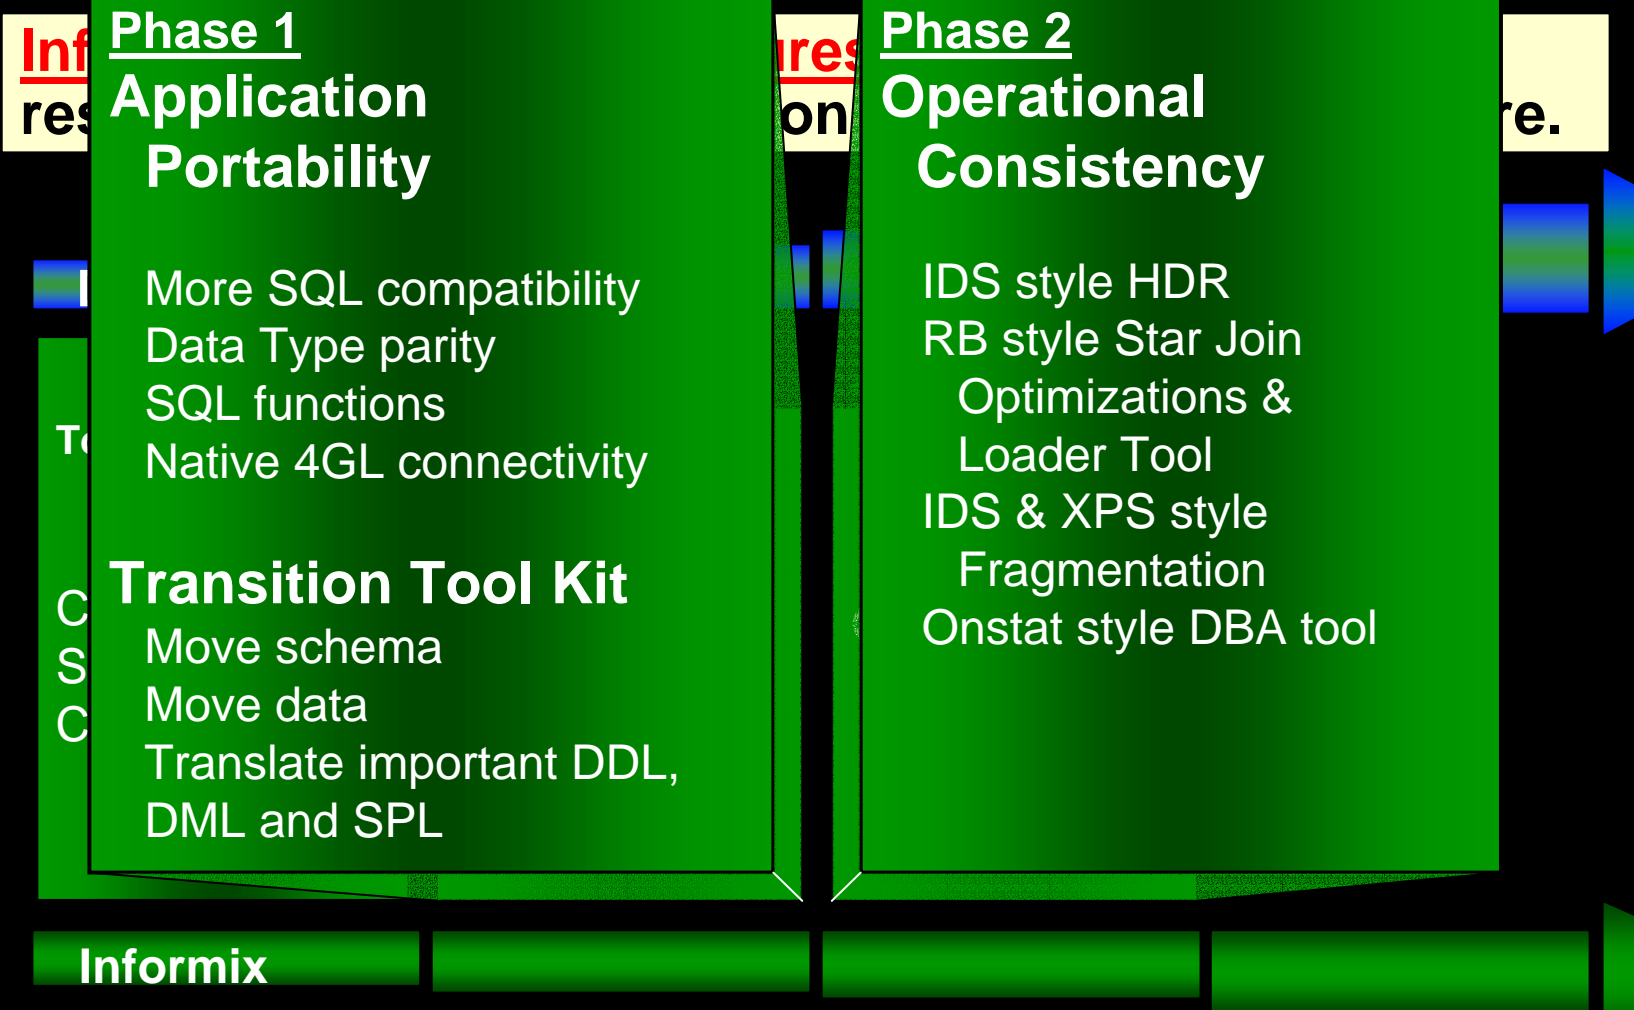 Phase 1
Application
Portability
More SQL compatibility
Data Type parity
SQL functions
Native 4GL connectivity
Transition Tool Kit
Move schema
Move data
Translate important DDL,
DML and SPL
Phase 2
Operational
Consistency
IDS style HDR
RB style Star Join
Optimizations &
Loader Tool
IDS & XPS style
Fragmentation
Onstat style DBA tool
Informix